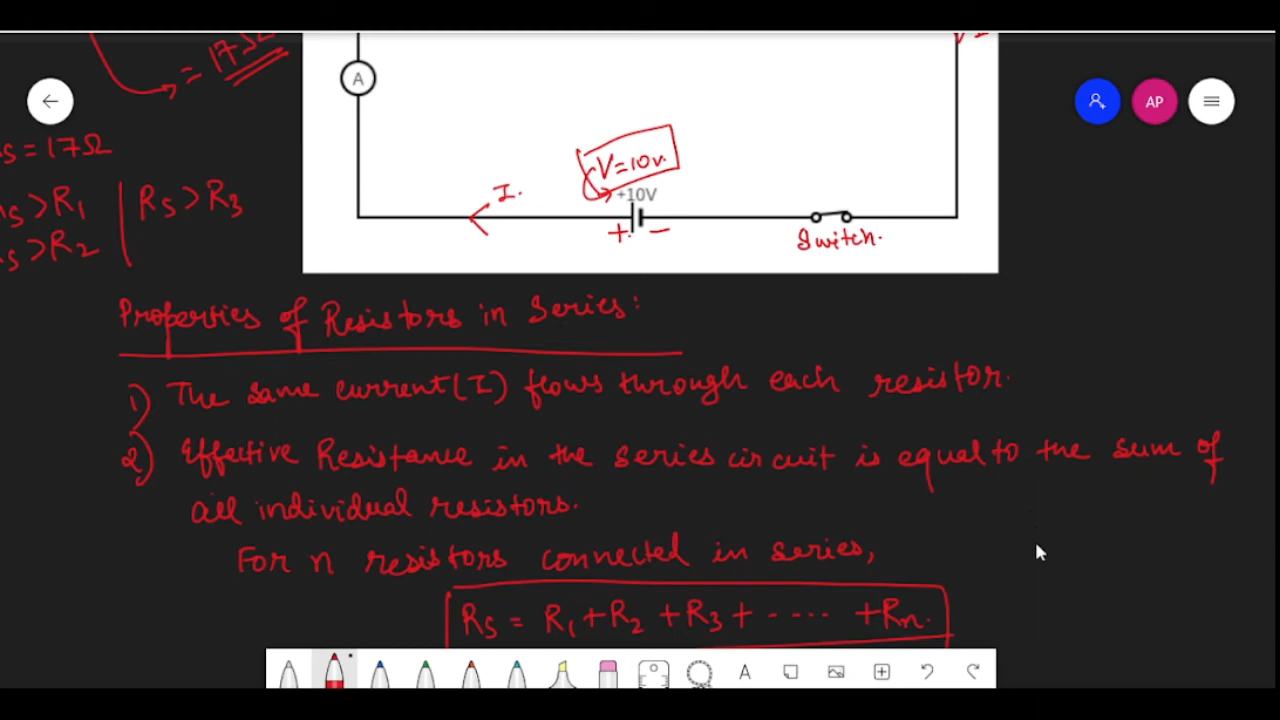 = 17Ω
A
V=10v.
+10V
I.
+. −
Switch.
s = 17Ω
s > R1 | Rs > R3
s > R2
AP
Properties of Resistors in Series:
1) The same current (I) flows through each resistor.
2) Effective Resistance in the series circuit is equal to the sum of
all individual resistors.
For n resistors connected in series,
Rs = R1 + R2 + R3 + ---- + Rn.
A